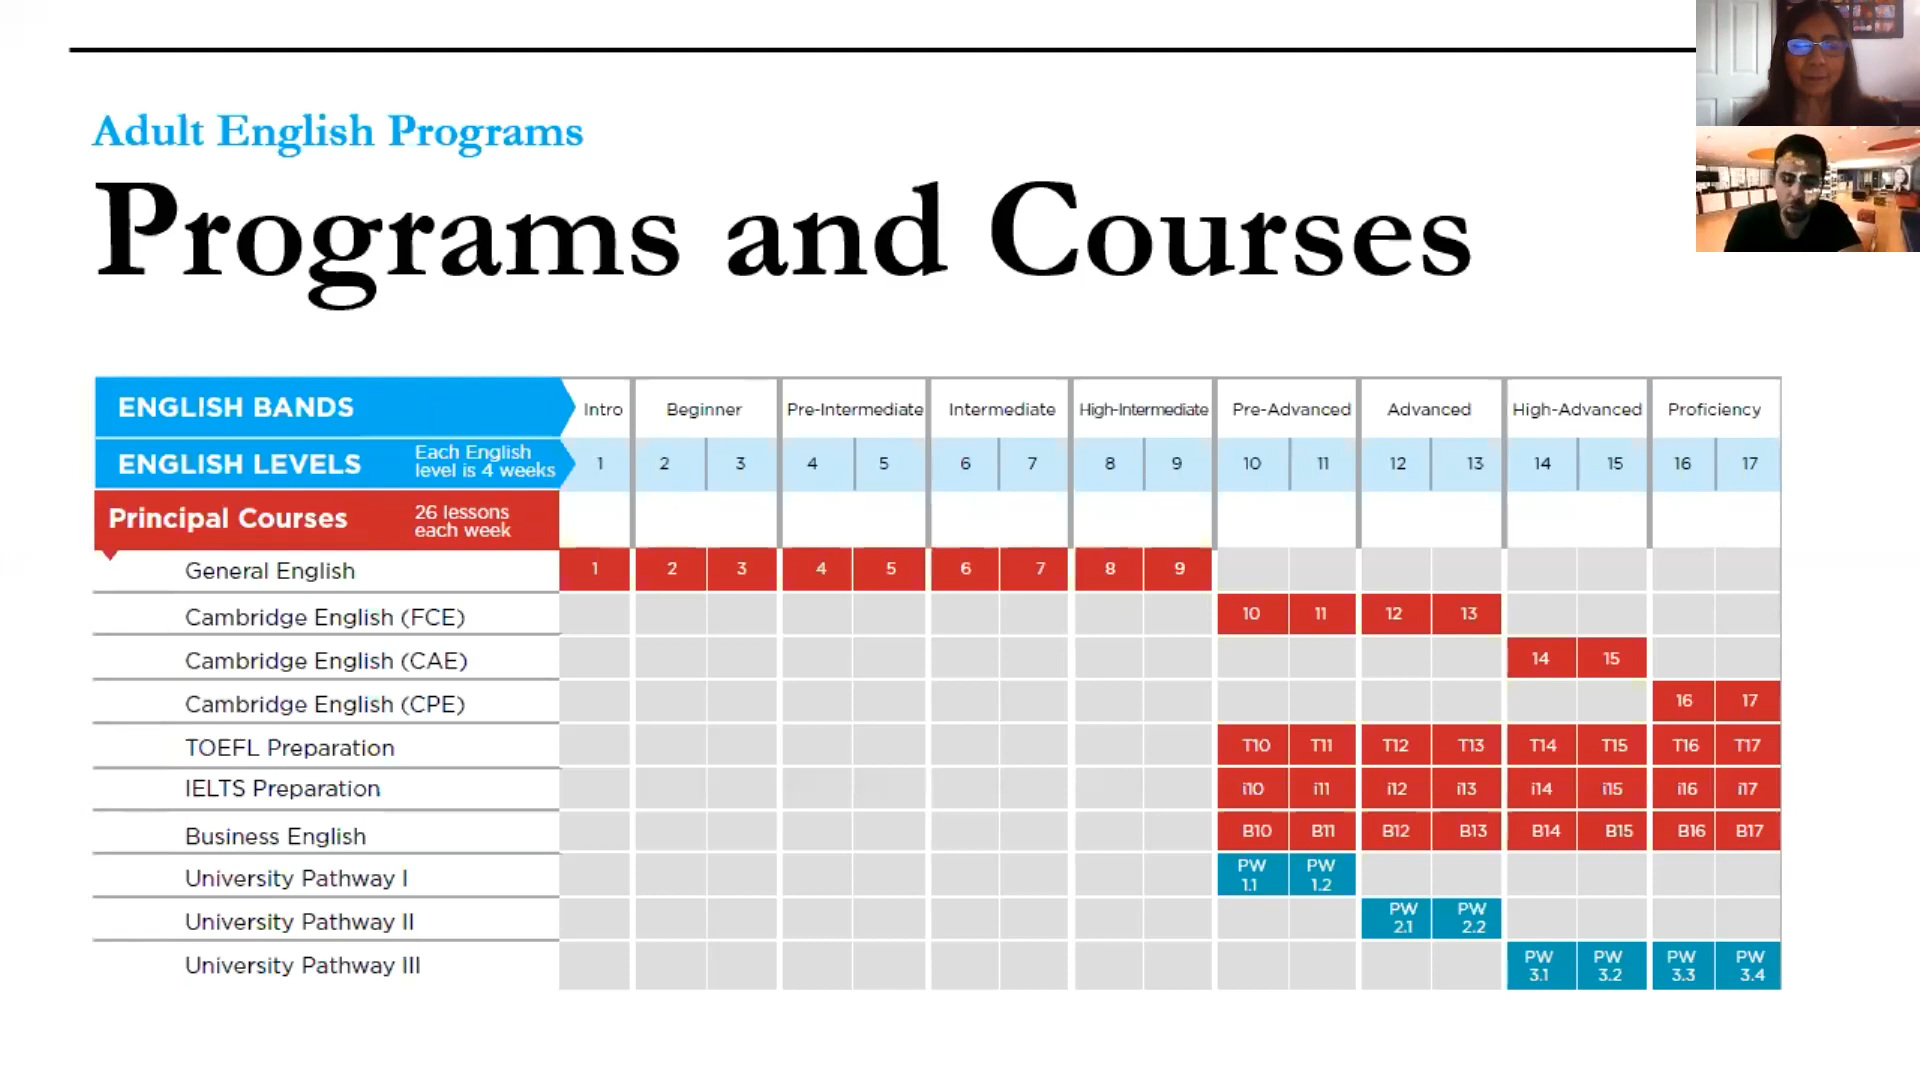 Adult English Programs
Programs and Courses
ENGLISH BANDS Intro Beginner Pre-Intermediate Intermediate High-Intermediate Pre-Advanced Advanced High-Advanced Proficiency
ENGLISH LEVELS Each English level is 4 weeks 1 2 3 4 5 6 7 8 9 10 11 12 13 14 15 16 17
Principal Courses 26 lessons each week
General English 1 2 3 4 5 6 7 8 9
Cambridge English (FCE) 10 11 12 13
Cambridge English (CAE) 14 15
Cambridge English (CPE) 16 17
TOEFL Preparation T10 T11 T12 T13 T14 T15 T16 T17
IELTS Preparation i10 i11 i12 i13 i14 i15 i16 i17
Business English B10 B11 B12 B13 B14 B15 B16 B17
University Pathway I PW 1.1 PW 1.2
University Pathway II PW 2.1 PW 2.2
University Pathway III PW 3.1 PW 3.2 PW 3.3 PW 3.4